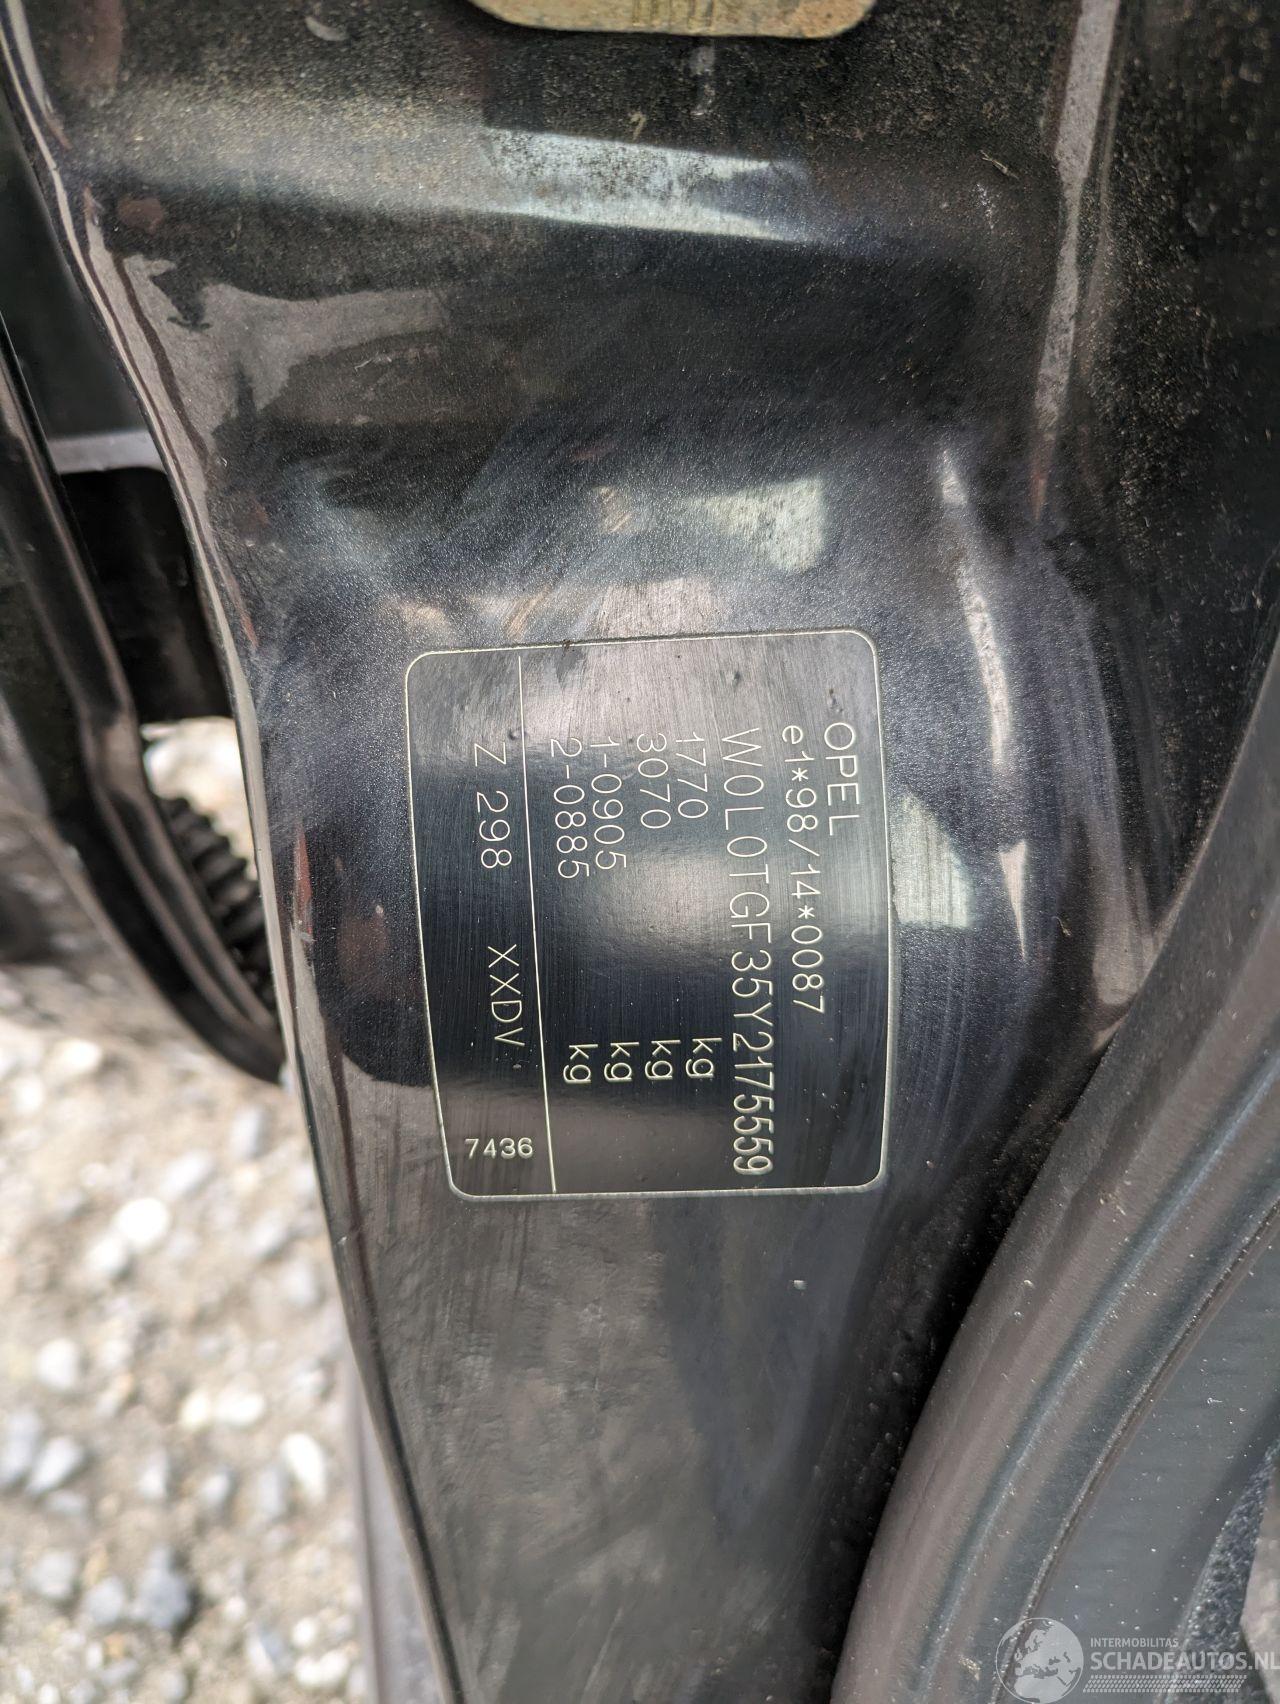 OPEL
e1*98/14*0087
W0L0TGF35Y2175559
1770 kg
3070 kg
1-0905 kg
2-0885 kg
Z 298 XXDV 7436
INTERMOBILITAS
SCHADEAUTOS.NL